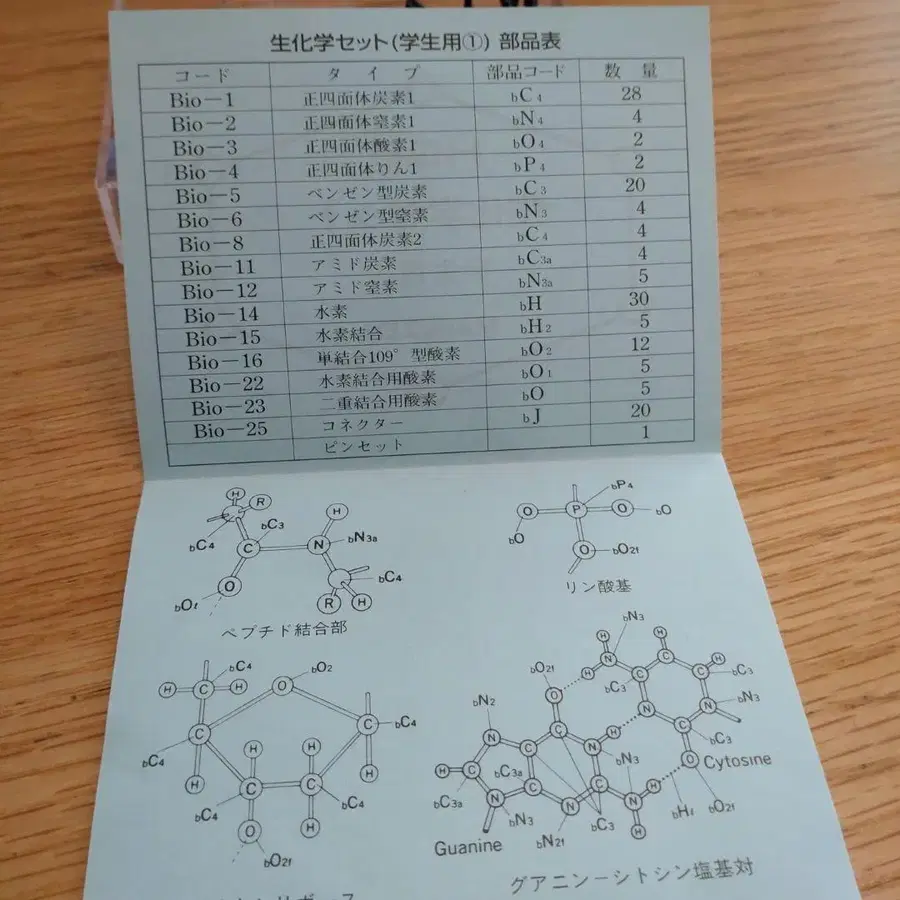 生化学セット(学生用①) 部品表
コード タイプ 部品コード 数量
Bio-1 正四面体炭素1 bC4 28
Bio-2 正四面体窒素1 bN4 4
Bio-3 正四面体酸素1 bO4 2
Bio-4 正四面体りん1 bP4 2
Bio-5 ベンゼン型炭素 bC3 20
Bio-6 ベンゼン型窒素 bN3 4
Bio-8 正四面体炭素2 bC4 4
Bio-11 アミド炭素 bC3a 4
Bio-12 アミド窒素 bN3a 5
Bio-14 水素 bH 30
Bio-15 水素結合 bH2 5
Bio-16 単結合109°型酸素 bO2 12
Bio-22 水素結合用酸素 bO1 5
Bio-23 二重結合用酸素 bO 5
Bio-25 コネクター bJ 20
ピンセット 1
H R H
bC4 bC3
C N bN3a
O bC4
bOf R H
ペプチド結合部
bP4
O P O bO
bO
O bO2f
リン酸基
bC4 bO2
H C H O
C C bC4
bC4 H H
H C C H
bC4 bC4
O H
bO2f
bN3
H H
bO2f H N C C H
bC3 bC3
bN2 O
N C N N bN3
C N H C
H C bC3a bN3 bC3
bC3a C C O Cytosine
N N N H
bN3 bN2f bC3 H bHf bO2f
Guanine
グアニン-シトシン塩基対